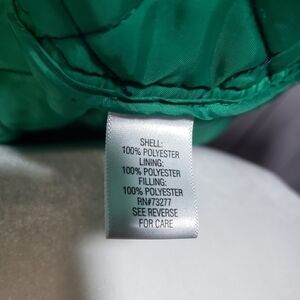 SHELL:
100% POLYESTER
LINING:
100% POLYESTER
FILLING:
100% POLYESTER
RN#73277
SEE REVERSE
FOR CARE